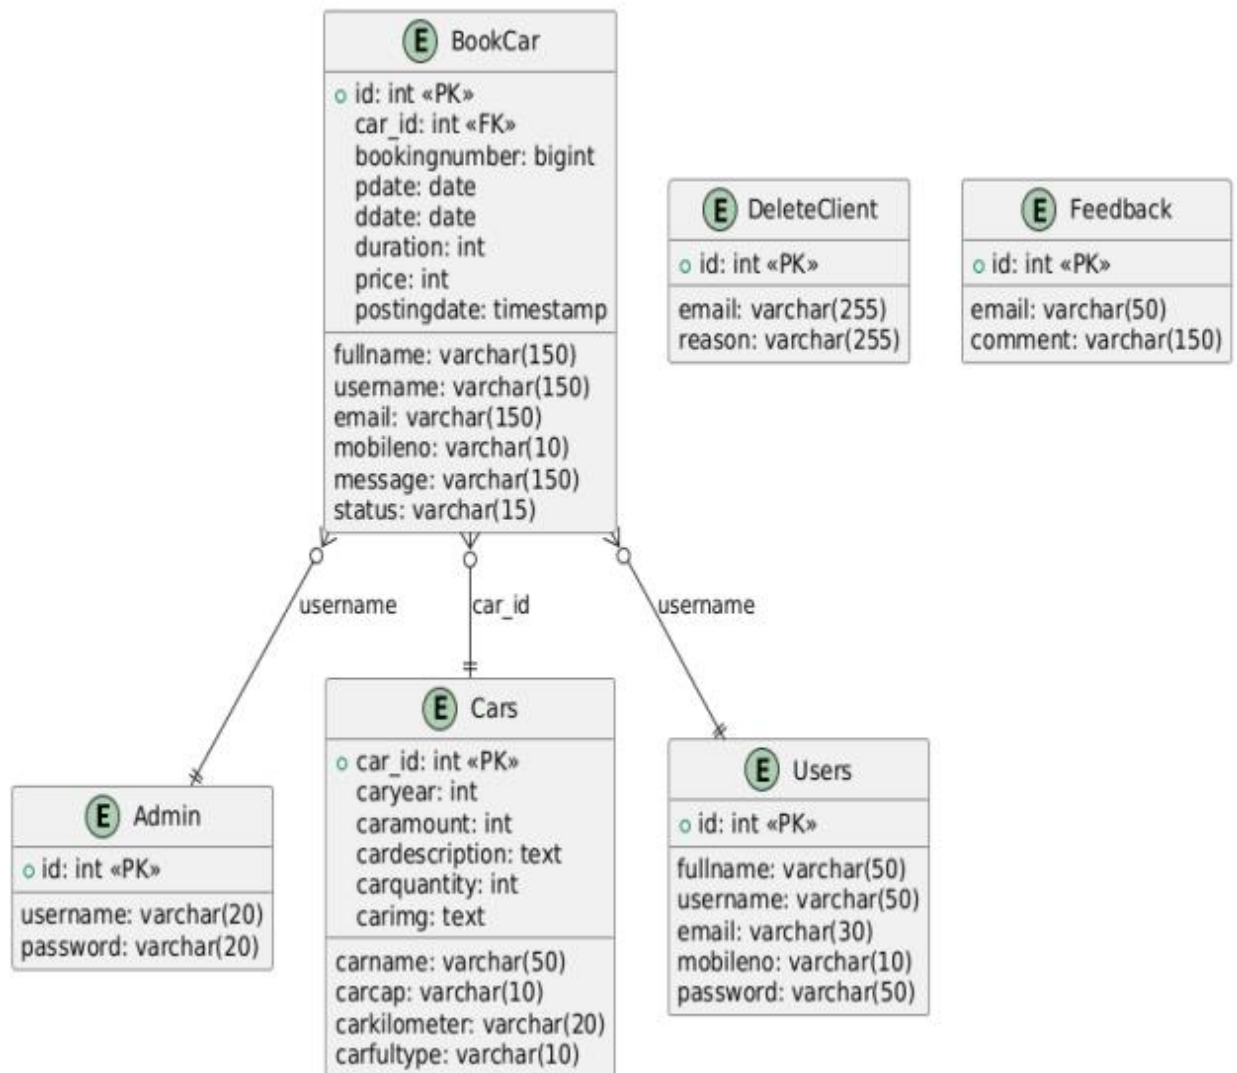 E BookCar
id: int «PK»
car_id: int «FK»
bookingnumber: bigint
pdate: date
ddate: date
duration: int
price: int
postingdate: timestamp
fullname: varchar(150)
username: varchar(150)
email: varchar(150)
mobileno: varchar(10)
message: varchar(150)
status: varchar(15)
E DeleteClient
id: int «PK»
email: varchar(255)
reason: varchar(255)
E Feedback
id: int «PK»
email: varchar(50)
comment: varchar(150)
username
car_id
username
E Admin
id: int «PK»
username: varchar(20)
password: varchar(20)
E Cars
car_id: int «PK»
caryear: int
caramount: int
cardescription: text
carquantity: int
carimg: text
carname: varchar(50)
carcap: varchar(10)
carkilometer: varchar(20)
carfultype: varchar(10)
E Users
id: int «PK»
fullname: varchar(50)
username: varchar(50)
email: varchar(30)
mobileno: varchar(10)
password: varchar(50)